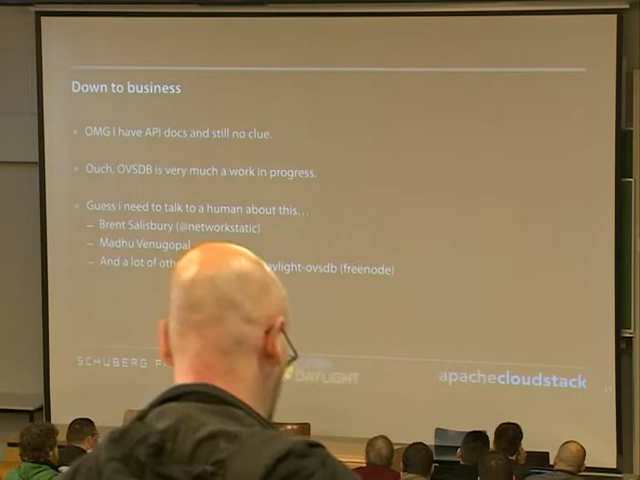 Down to business
OMG I have API docs and still no clue.
Ouch, OVSDB is very much a work in progress.
Guess i need to talk to a human about this…
– Brent Salisbury (@networkstatic)
– Madhu Venugopal
– And a lot of oth aylight-ovsdb (freenode)
SCHUBERG P DAYLIGHT apachecloudstack